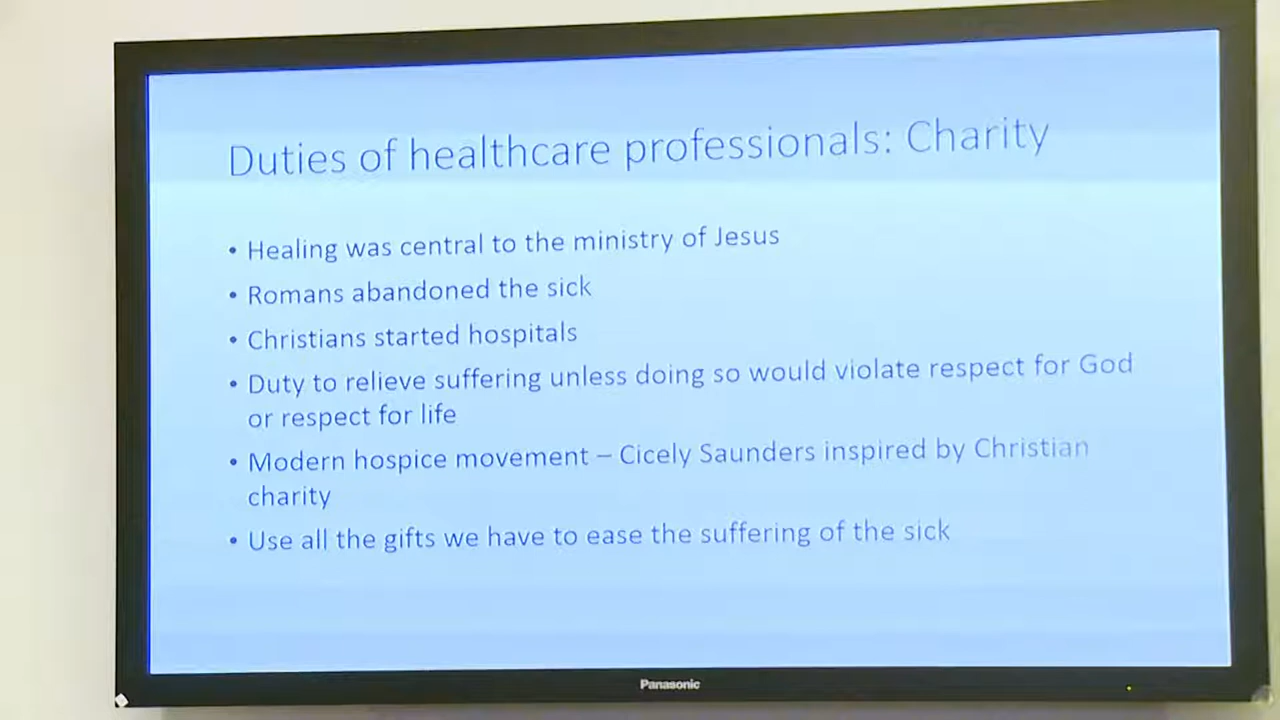 Duties of healthcare professionals: Charity
• Healing was central to the ministry of Jesus
• Romans abandoned the sick
• Christians started hospitals
• Duty to relieve suffering unless doing so would violate respect for God
or respect for life
• Modern hospice movement – Cicely Saunders inspired by Christian
charity
• Use all the gifts we have to ease the suffering of the sick
Panasonic